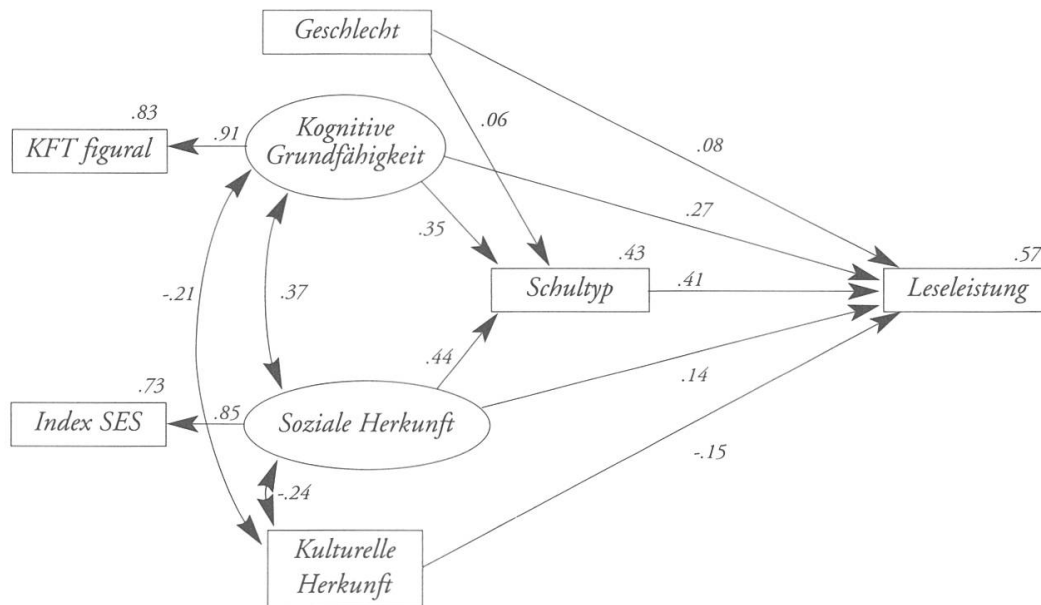 Geschlecht
.06
.08
.83
KFT figural
.91
Kognitive
Grundfähigkeit
.27
.35
-.21
.37
.43
Schultyp
.41
.57
Leseleistung
.44
.14
.73
Index SES
.85
Soziale Herkunft
-.24
-.15
Kulturelle
Herkunft